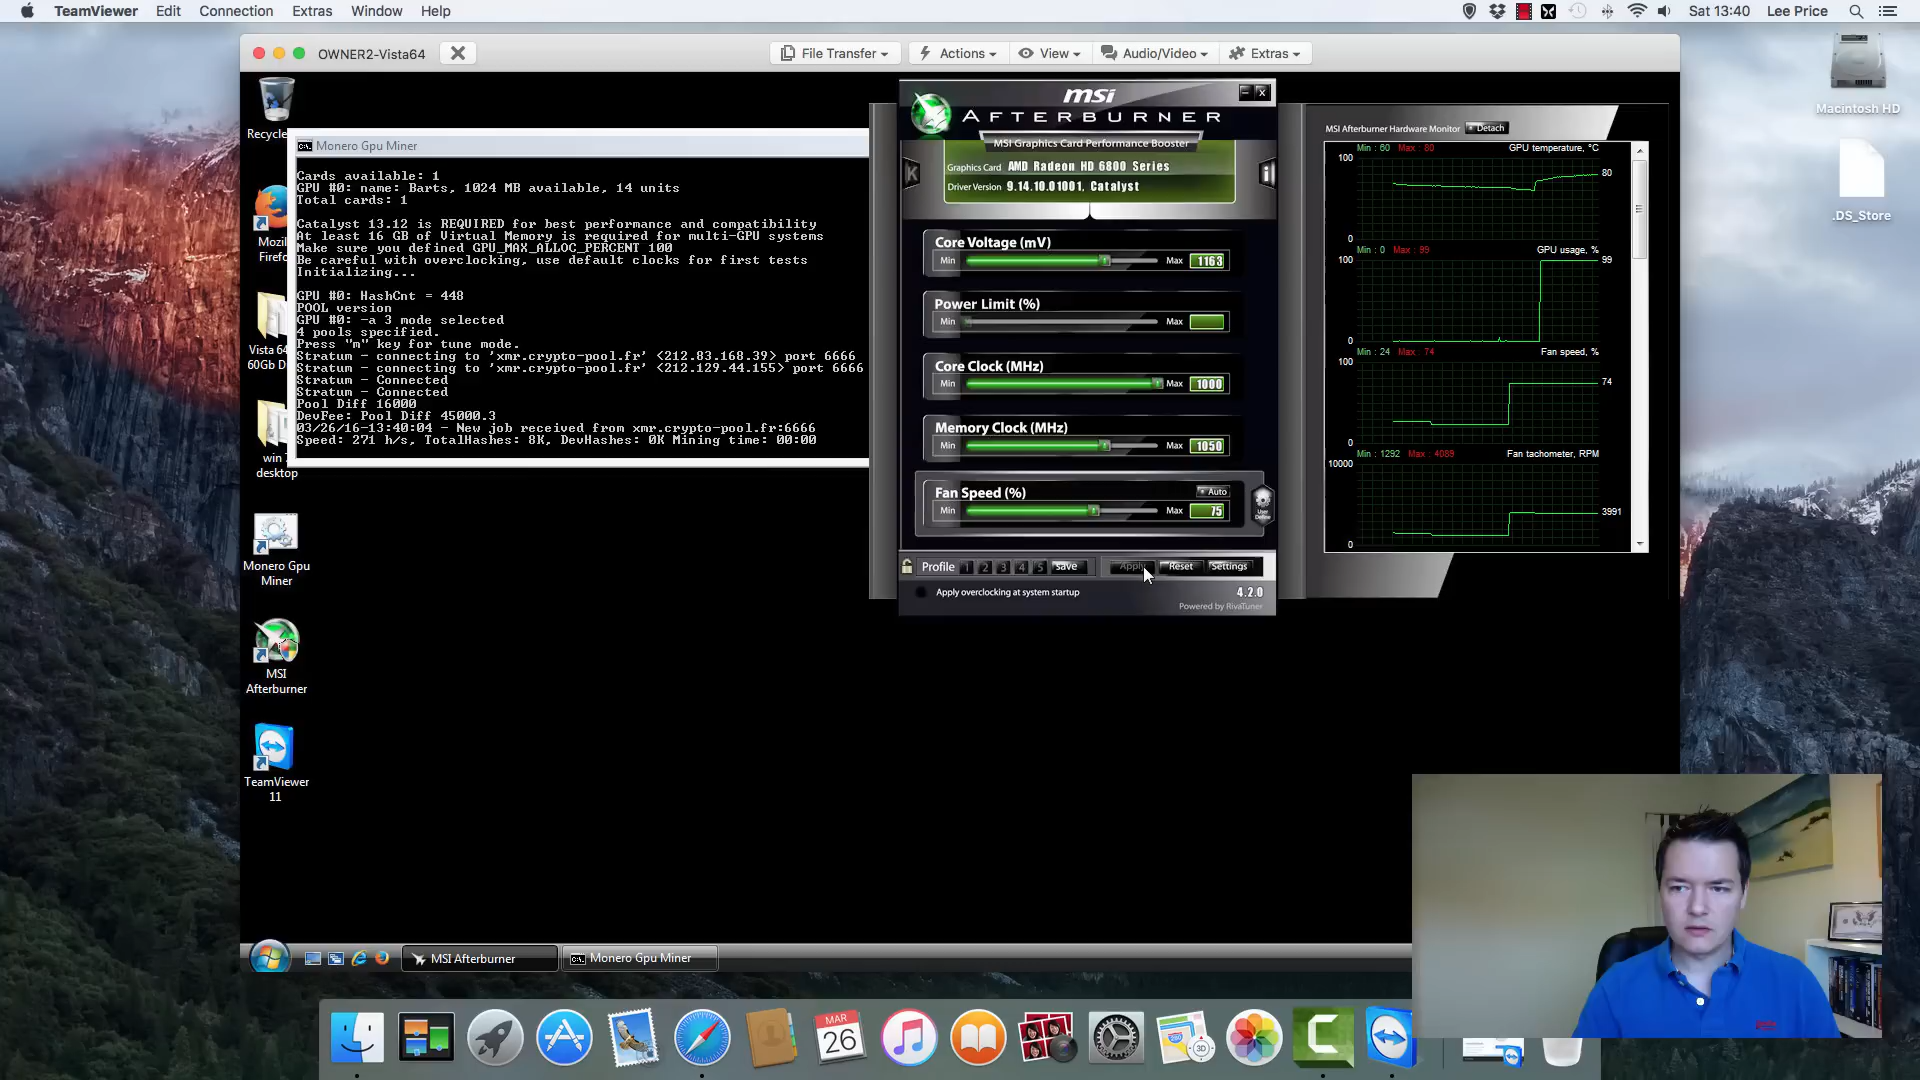 TeamViewer Edit Connection Extras Window Help Sat 13:40 Lee Price
OWNER2-Vista64 File Transfer Actions View Audio/Video Extras
Macintosh HD
.DS_Store
Recycle
Mozil
Firefo
Vista 64
60Gb D
win 7
desktop
Monero Gpu
Miner
MSI
Afterburner
TeamViewer
11
Monero Gpu Miner
Cards available: 1
GPU #0: name: Barts, 1024 MB available, 14 units
Total cards: 1
Catalyst 13.12 is REQUIRED for best performance and compatibility
At least 16 GB of Virtual Memory is required for multi-GPU systems
Make sure you defined GPU_MAX_ALLOC_PERCENT 100
Be careful with overclocking, use default clocks for first tests
Initializing...
GPU #0: HashCnt = 448
POOL version
GPU #0: -a 3 mode selected
4 pools specified.
Press "m" key for tune mode.
Stratum - connecting to 'xmr.crypto-pool.fr' <212.83.168.39> port 6666
Stratum - connecting to 'xmr.crypto-pool.fr' <212.129.44.155> port 6666
Stratum - Connected
Stratum - Connected
Pool Diff 16000
DevFee: Pool Diff 45000.3
03/26/16-13:40:04 - New job received from xmr.crypto-pool.fr:6666
Speed: 271 h/s, TotalHashes: 8K, DevHashes: 0K Mining time: 00:00
msi
AFTERBURNER
MSI Graphics Card Performance Booster
Graphics Card AMD Radeon HD 6800 Series
Driver Version 9.14.10.01001, Catalyst
K i
Core Voltage (mV)
Min Max 1163
Power Limit (%)
Min Max
Core Clock (MHz)
Min Max 1000
Memory Clock (MHz)
Min Max 1050
Fan Speed (%) Auto
Min Max 75
User
Define
Profile 1 2 3 4 5 save Apply Reset Settings
Apply overclocking at system startup 4.2.0
Powered by RivaTuner
MSI Afterburner Hardware Monitor Detach
Min : 60 Max : 80 GPU temperature, °C
100
80
0
Min : 0 Max : 99 GPU usage, %
100 99
0
Min : 24 Max : 74 Fan speed, %
100
74
0
Min : 1292 Max : 4089 Fan tachometer, RPM
10000
3991
0
MSI Afterburner Monero Gpu Miner
MAR
26
3D